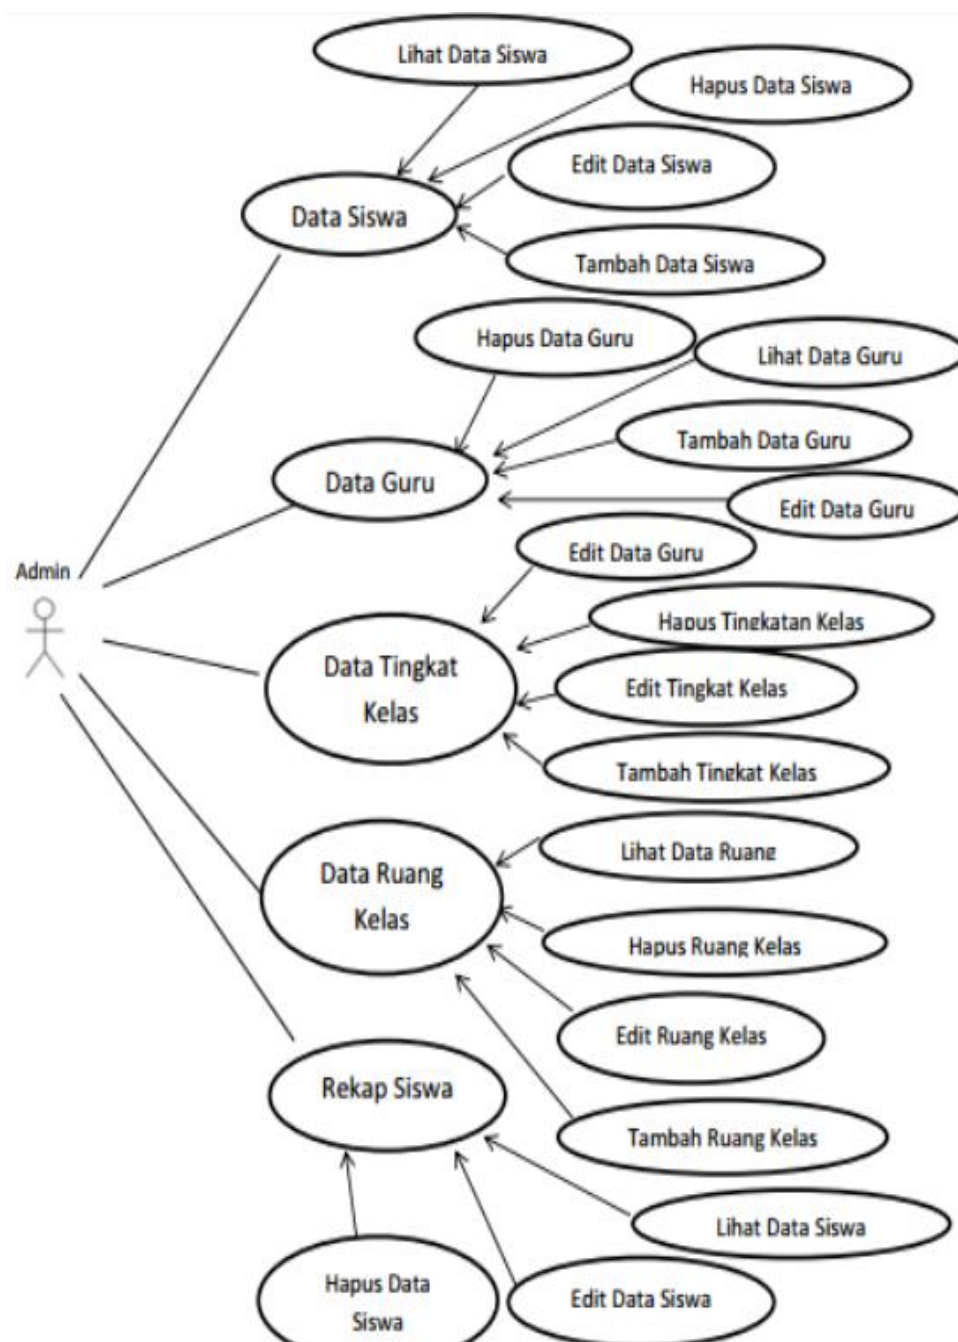 Lihat Data Siswa
Hapus Data Siswa
Edit Data Siswa
Data Siswa
Tambah Data Siswa
Hapus Data Guru
Lihat Data Guru
Tambah Data Guru
Data Guru
Edit Data Guru
Edit Data Guru
Admin
Hapus Tingkatan Kelas
Data Tingkat
Kelas
Edit Tingkat Kelas
Tambah Tingkat Kelas
Lihat Data Ruang
Data Ruang
Kelas
Hapus Ruang Kelas
Edit Ruang Kelas
Rekap Siswa
Tambah Ruang Kelas
Lihat Data Siswa
Hapus Data
Siswa
Edit Data Siswa